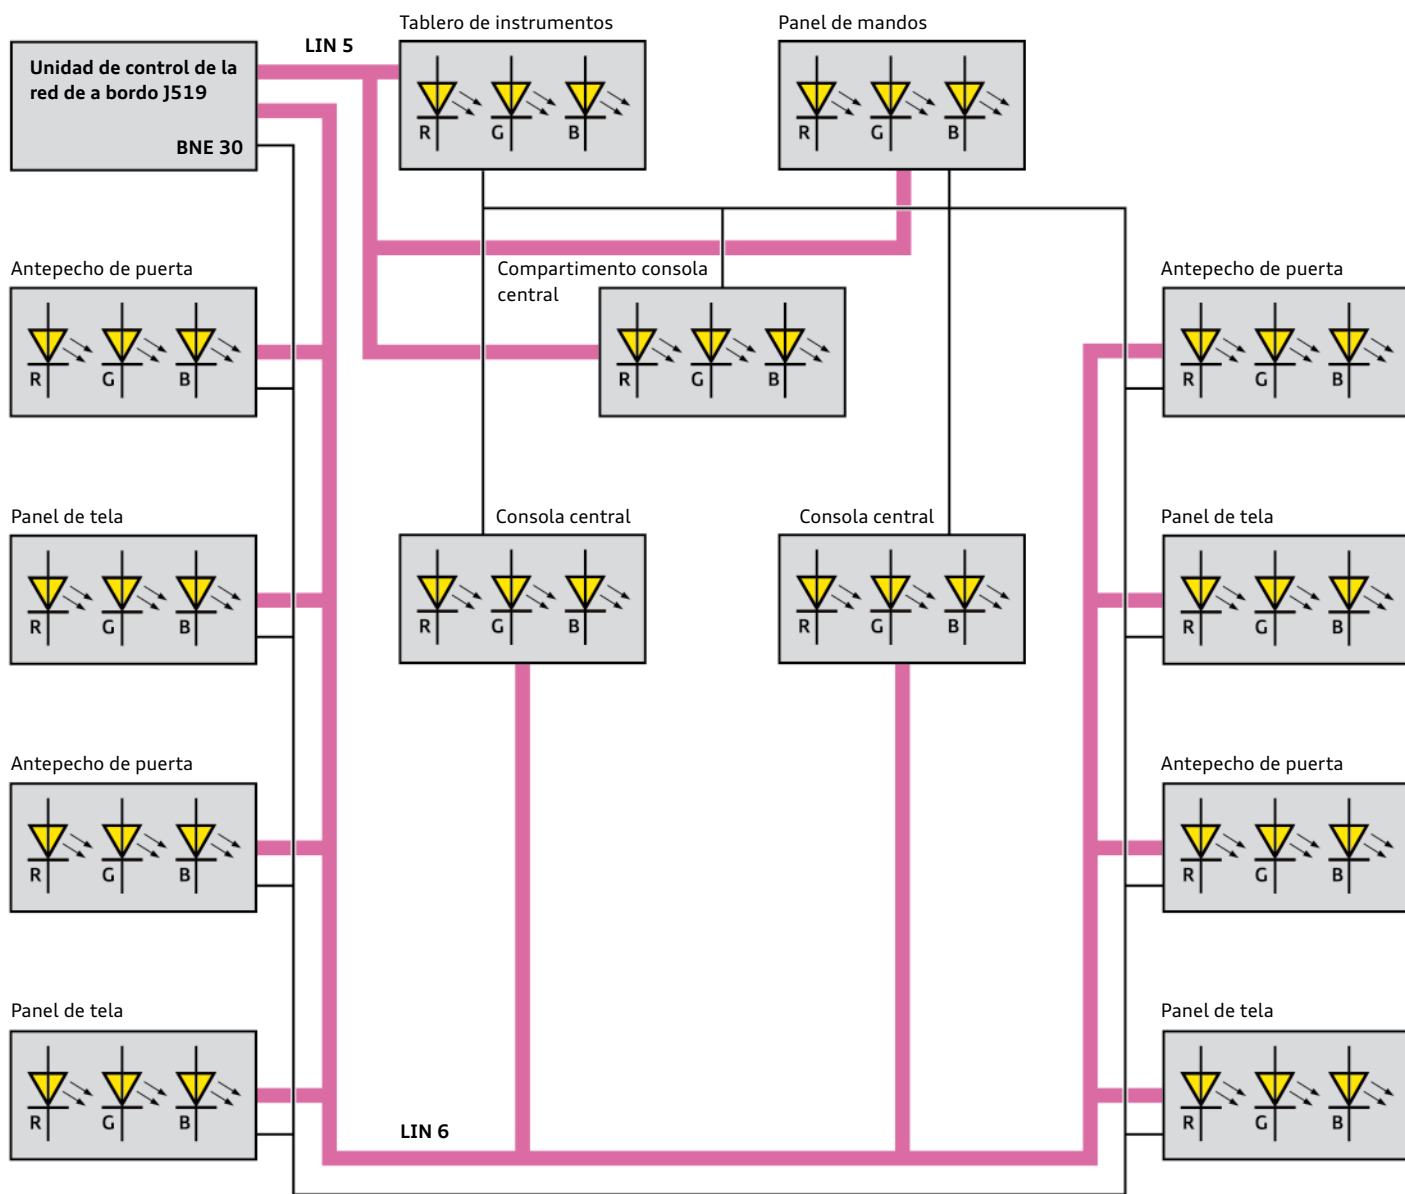 Tablero de instrumentos
Panel de mandos
LIN 5
Unidad de control de la
red de a bordo J519
BNE 30
R G B
R G B
Antepecho de puerta
R G B
Compartimento consola
central
R G B
Antepecho de puerta
R G B
Panel de tela
R G B
Consola central
R G B
Consola central
R G B
Panel de tela
R G B
Antepecho de puerta
R G B
Antepecho de puerta
R G B
Panel de tela
R G B
LIN 6
Panel de tela
R G B